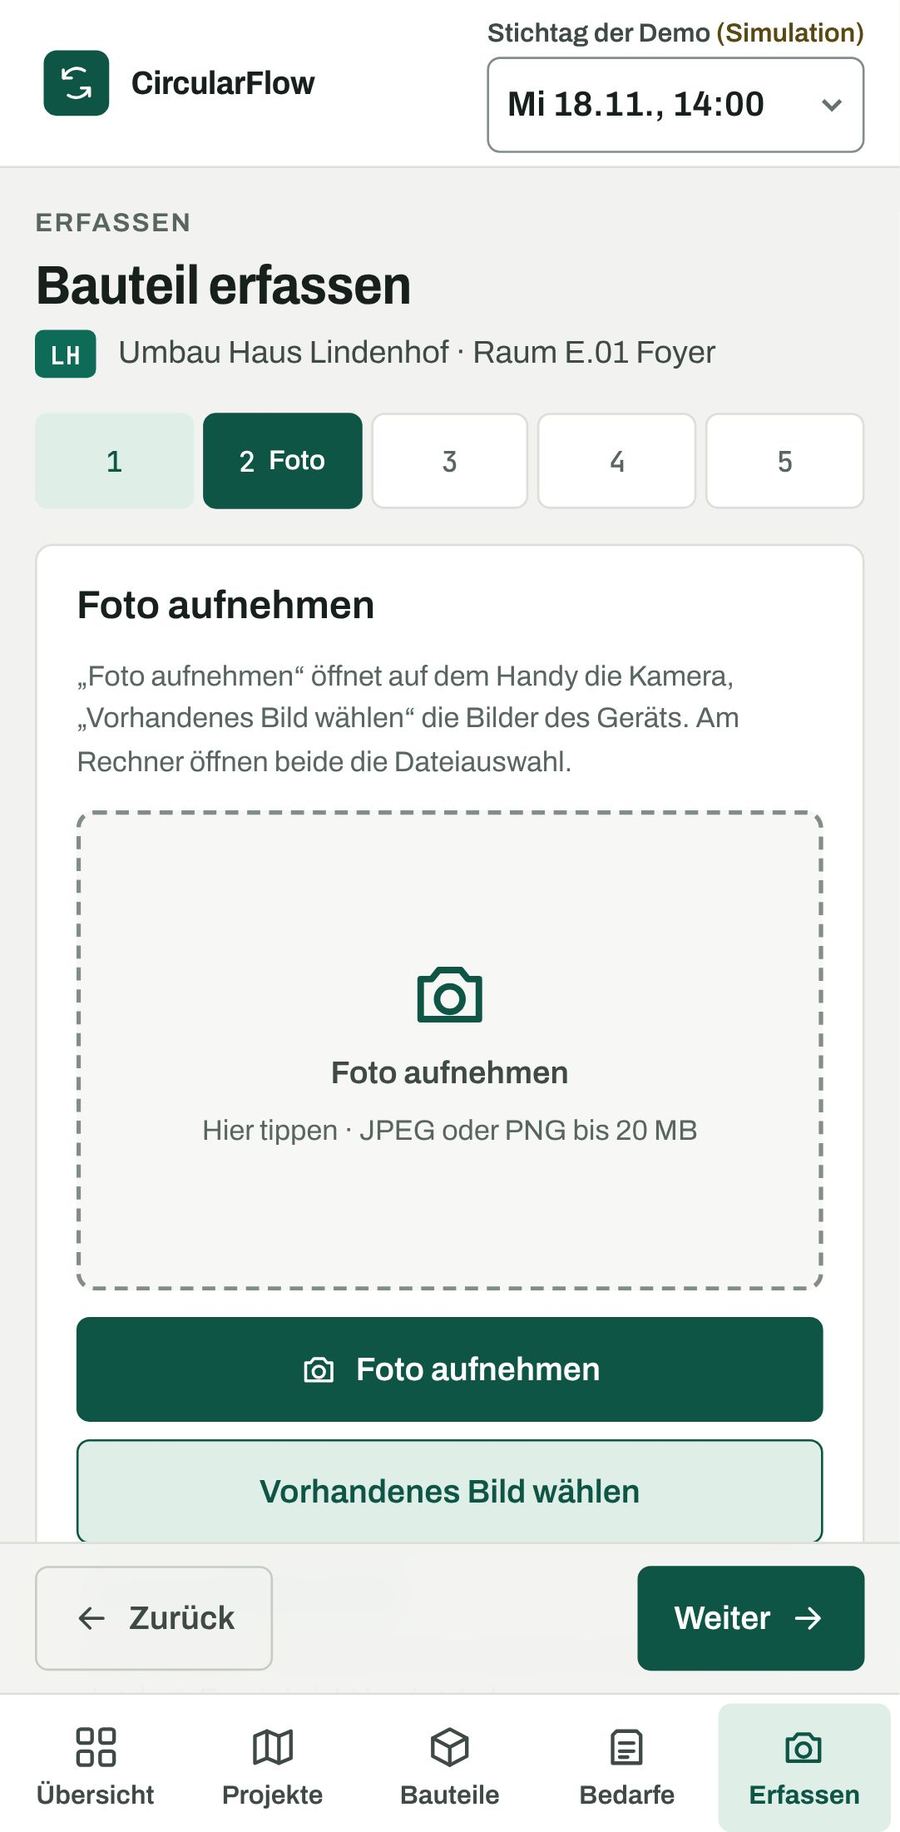 Stichtag der Demo (Simulation)
CircularFlow
Mi 18.11., 14:00
ERFASSEN
Bauteil erfassen
LH Umbau Haus Lindenhof · Raum E.01 Foyer
1 2 Foto 3 4 5
Foto aufnehmen
„Foto aufnehmen“ öffnet auf dem Handy die Kamera,
„Vorhandenes Bild wählen“ die Bilder des Geräts. Am
Rechner öffnen beide die Dateiauswahl.
Foto aufnehmen
Hier tippen · JPEG oder PNG bis 20 MB
Foto aufnehmen
Vorhandenes Bild wählen
Zurück Weiter
Übersicht Projekte Bauteile Bedarfe Erfassen